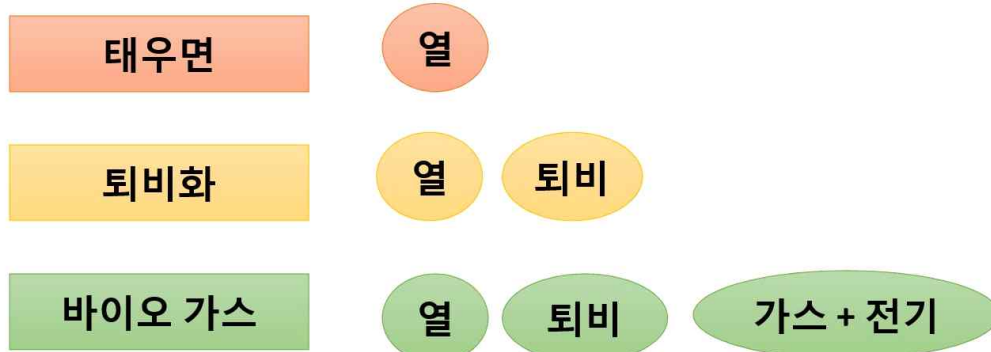 태우면 열
퇴비화 열 퇴비
바이오 가스 열 퇴비 가스 + 전기